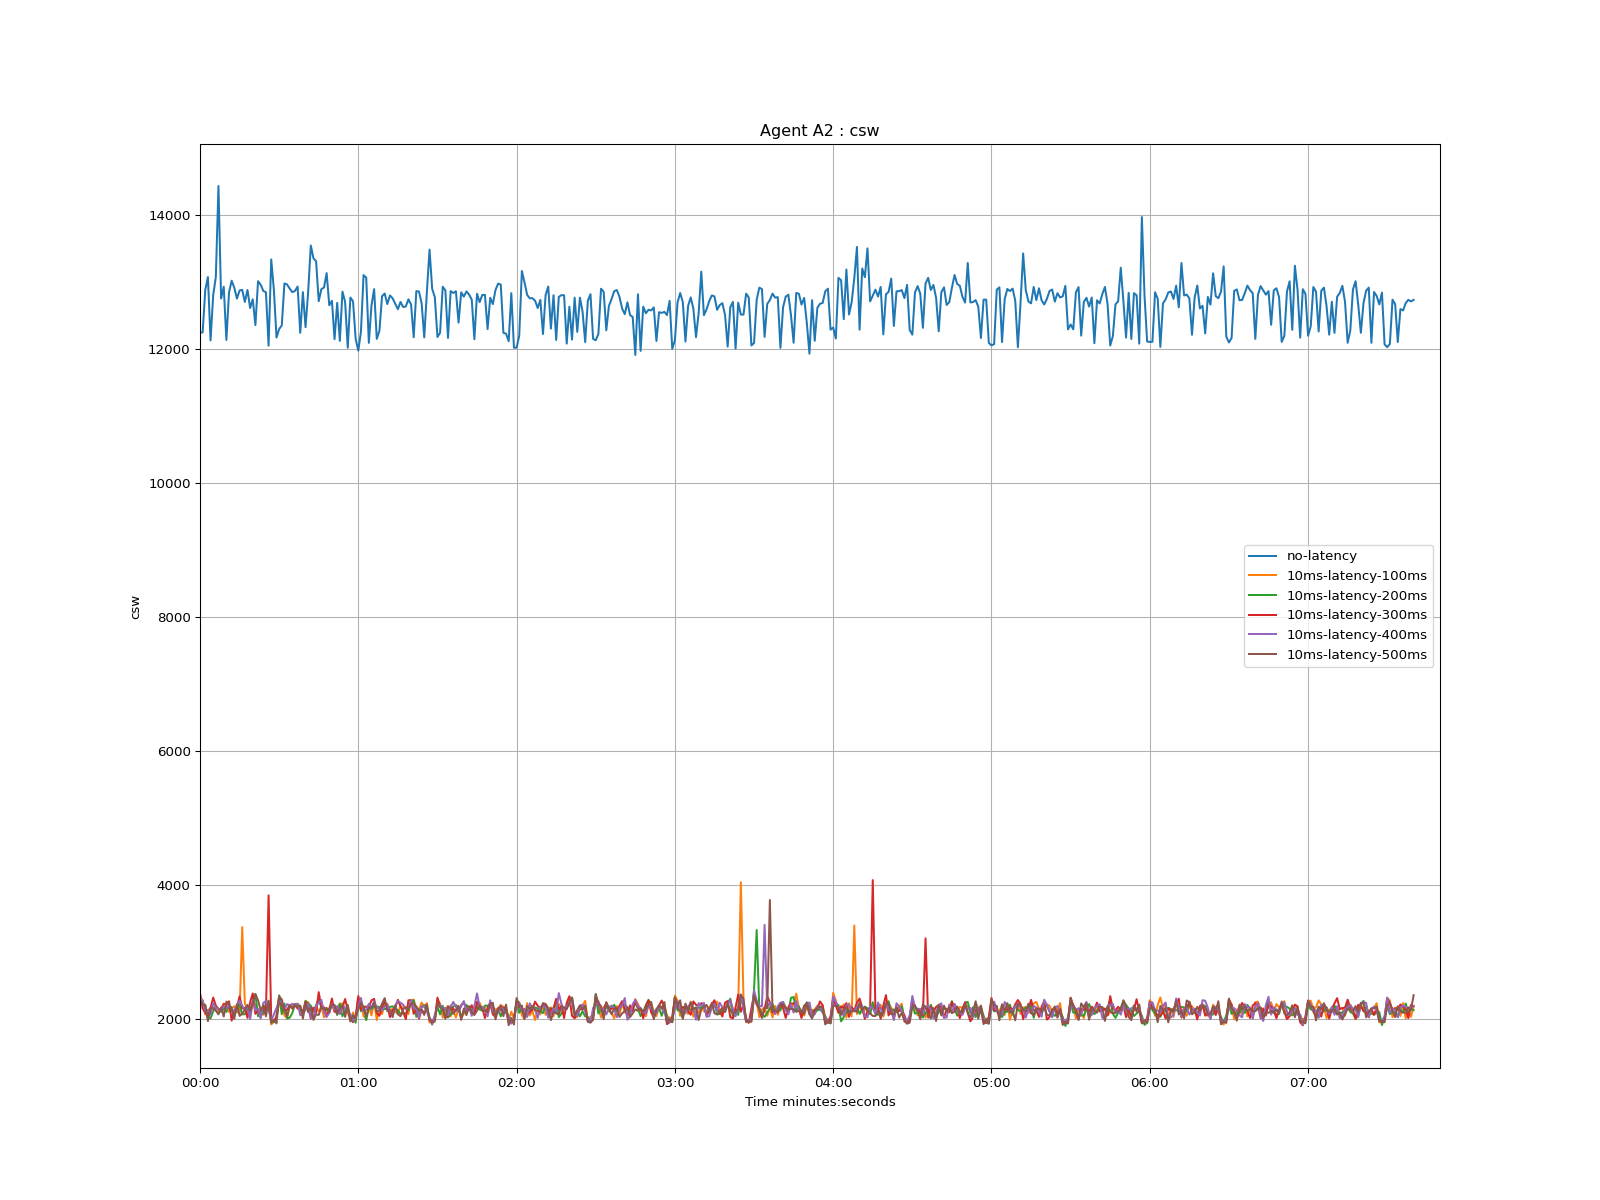 Agent A2 : csw
14000
12000
10000
8000
6000
4000
2000
csw
no-latency
10ms-latency-100ms
10ms-latency-200ms
10ms-latency-300ms
10ms-latency-400ms
10ms-latency-500ms
00:00 01:00 02:00 03:00 04:00 05:00 06:00 07:00
Time minutes:seconds